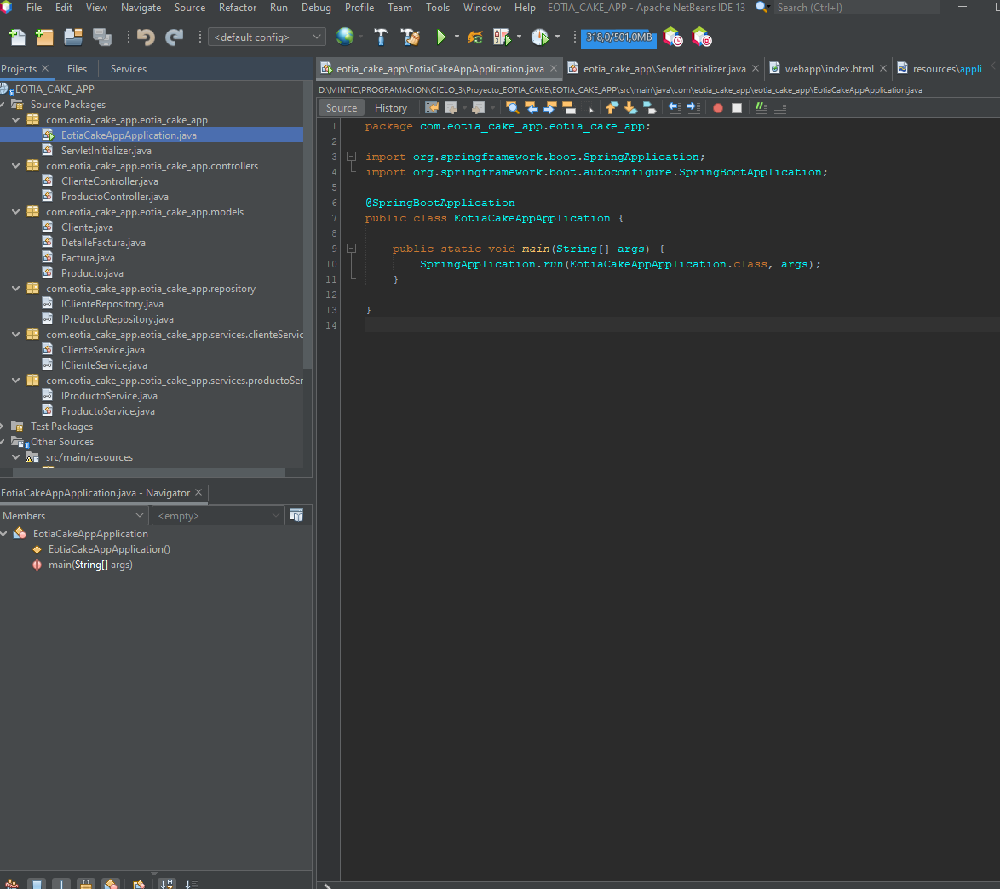 File Edit View Navigate Source Refactor Run Debug Profile Team Tools Window Help EOTIA_CAKE_APP - Apache NetBeans IDE 13 Search (Ctrl+I)
<default config> 318,0/501,0MB
Projects Files Services
eotia_cake_app\EotiaCakeAppApplication.java eotia_cake_app\ServletInitializer.java webapp\index.html resources\appli
D:\MINTIC\PROGRAMACION\CICLO_3\Proyecto_EOTIA_CAKE\EOTIA_CAKE_APP\src\main\java\com\eotia_cake_app\eotia_cake_app\EotiaCakeAppApplication.java
Source History
EOTIA_CAKE_APP
Source Packages
com.eotia_cake_app.eotia_cake_app
EotiaCakeAppApplication.java
ServletInitializer.java
com.eotia_cake_app.eotia_cake_app.controllers
ClienteController.java
ProductoController.java
com.eotia_cake_app.eotia_cake_app.models
Cliente.java
DetalleFactura.java
Factura.java
Producto.java
com.eotia_cake_app.eotia_cake_app.repository
IClienteRepository.java
IProductoRepository.java
com.eotia_cake_app.eotia_cake_app.services.clienteServic
ClienteService.java
IClienteService.java
com.eotia_cake_app.eotia_cake_app.services.productoSer
IProductoService.java
ProductoService.java
Test Packages
Other Sources
src/main/resources
EotiaCakeAppApplication.java - Navigator
Members <empty>
EotiaCakeAppApplication
EotiaCakeAppApplication()
main(String[] args)
1 package com.eotia_cake_app.eotia_cake_app;
2
3 import org.springframework.boot.SpringApplication;
4 import org.springframework.boot.autoconfigure.SpringBootApplication;
5
6 @SpringBootApplication
7 public class EotiaCakeAppApplication {
8
9 public static void main(String[] args) {
10 SpringApplication.run(EotiaCakeAppApplication.class, args);
11 }
12
13 }
14